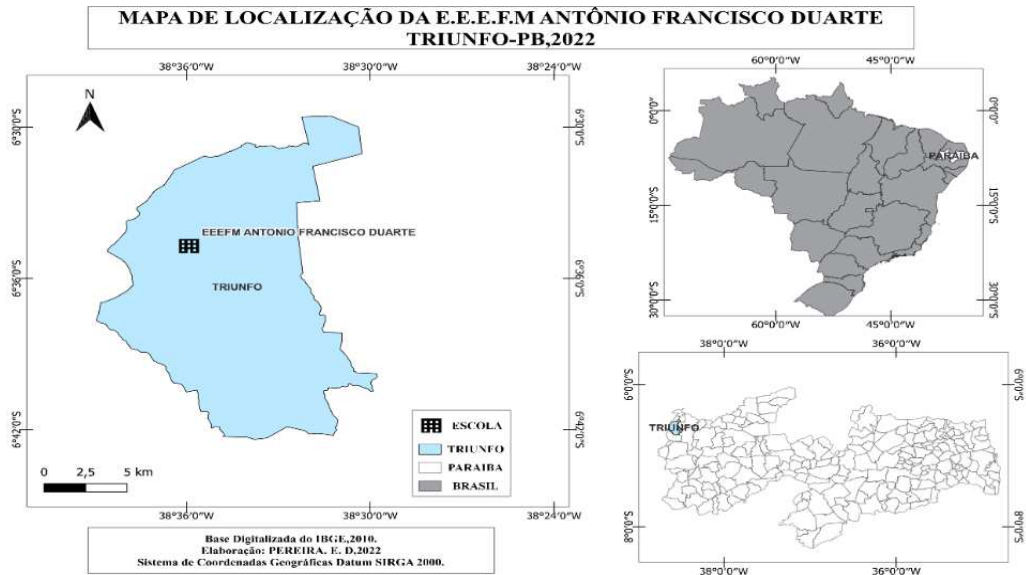 MAPA DE LOCALIZAÇÃO DA E.E.E.F.M ANTÔNIO FRANCISCO DUARTE
TRIUNFO-PB,2022
38°36'0"W
38°30'0"W
38°24'0"W
N
6°30'0"S
6°30'0"S
EEEFM ANTONIO FRANCISCO DUARTE
6°36'0"S
6°36'0"S
TRIUNFO
6°42'0"S
6°42'0"S
ESCOLA
TRIUNFO
PARAIBA
BRASIL
0 2,5 5 km
38°36'0"W
38°30'0"W
38°24'0"W
Base Digitalizada do IBGE,2010.
Elaboração: PEREIRA. E. D,2022
Sistema de Coordenadas Geográficas Datum SIRGA 2000.
60°0'0"W
45°0'0"W
0°0'0"
0°0'0"
PARAÍBA
15°0'0"S
15°0'0"S
30°0'0"S
30°0'0"S
60°0'0"W
45°0'0"W
38°0'0"W
36°0'0"W
6°0'0"S
6°0'0"S
TRIUNFO
8°0'0"S
8°0'0"S
38°0'0"W
36°0'0"W